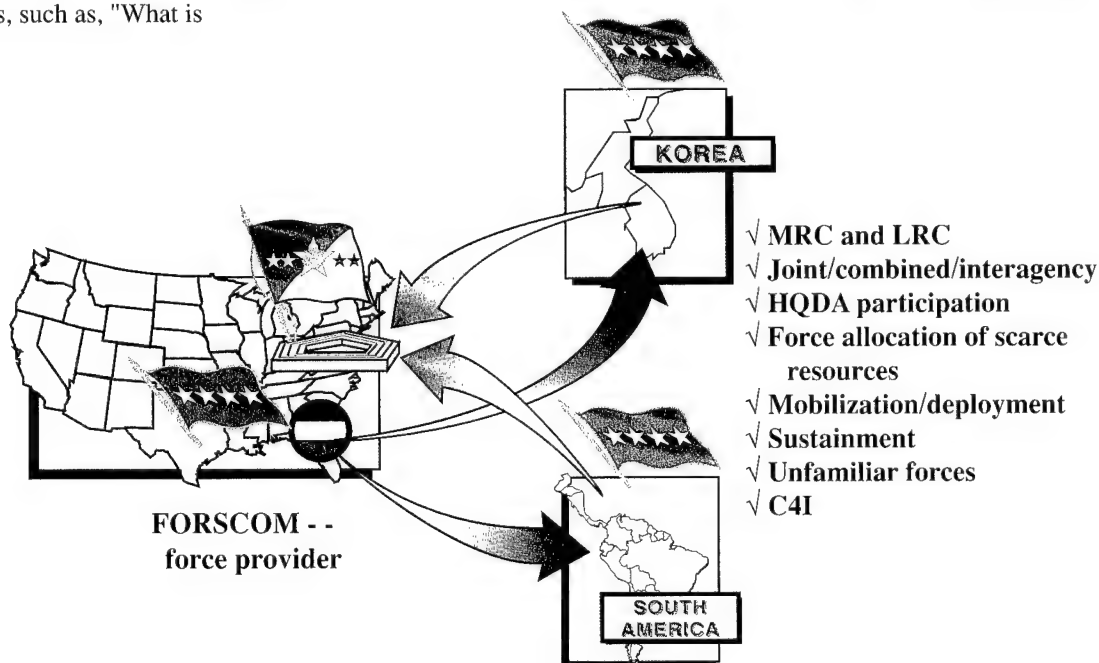 s, such as, "What is
KOREA
√ MRC and LRC
√ Joint/combined/interagency
√ HQDA participation
√ Force allocation of scarce
resources
√ Mobilization/deployment
√ Sustainment
√ Unfamiliar forces
√ C4I
FORSCOM - -
force provider
SOUTH
AMERICA